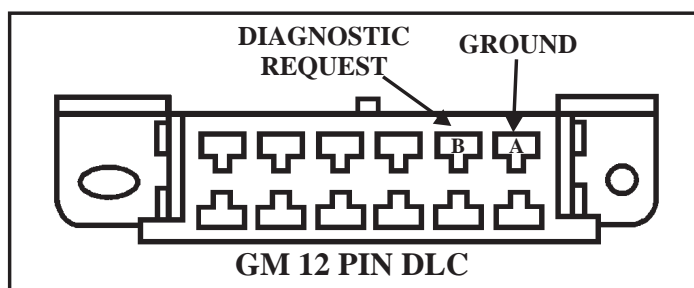 DIAGNOSTIC
REQUEST
GROUND
B
A
GM 12 PIN DLC